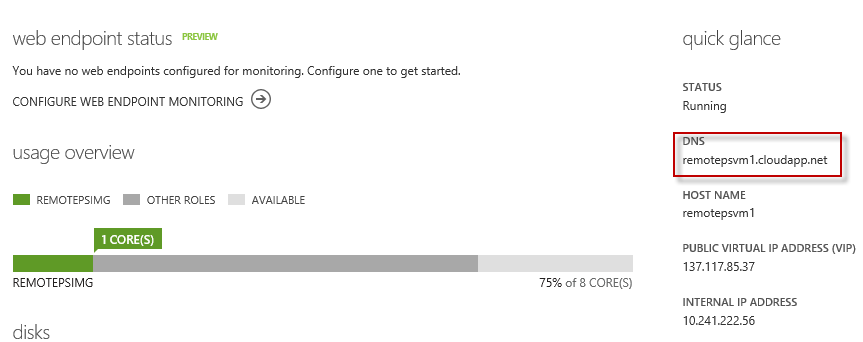 web endpoint status PREVIEW
You have no web endpoints configured for monitoring. Configure one to get started.
CONFIGURE WEB ENDPOINT MONITORING
usage overview
REMOTEPSIMG OTHER ROLES AVAILABLE
1 CORE(S)
REMOTEPSIMG 75% of 8 CORE(S)
disks
quick glance
STATUS
Running
DNS
remotepsvm1.cloudapp.net
HOST NAME
remotepsvm1
PUBLIC VIRTUAL IP ADDRESS (VIP)
137.117.85.37
INTERNAL IP ADDRESS
10.241.222.56